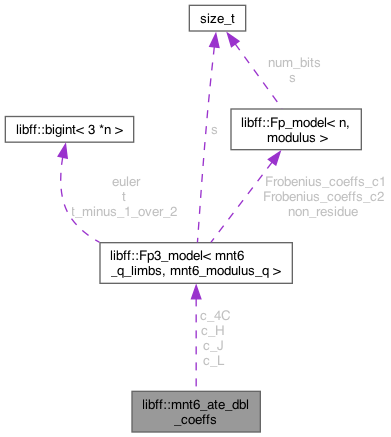 size_t
num_bits
s
s
libff::bigint< 3 *n >
libff::Fp_model< n,
modulus >
euler
t
t_minus_1_over_2
Frobenius_coeffs_c1
Frobenius_coeffs_c2
non_residue
libff::Fp3_model< mnt6
_q_limbs, mnt6_modulus_q >
c_4C
c_H
c_J
c_L
libff::mnt6_ate_dbl
_coeffs